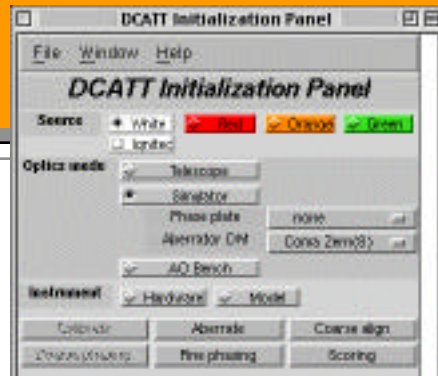 DCATT Initialization Panel
File Window Help
DCATT Initialization Panel
Source White Red Orange Green
Ignited
Optics mode Telescope
Simulator
Phase plate none
Aberrator DM
AO Bench
Instrument Hardware Model
Calibrate Aberrate Coarse align
Fine phasing Scoring